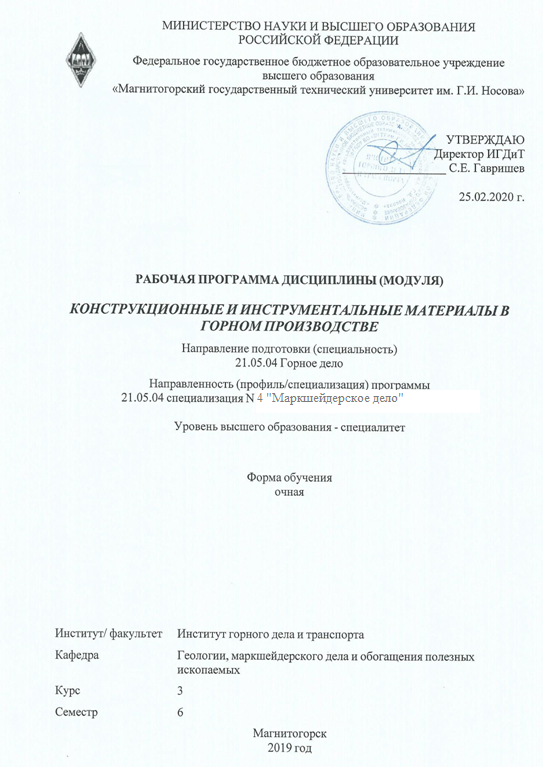 МИНИСТЕРСТВО НАУКИ И ВЫСШЕГО ОБРАЗОВАНИЯ
РОССИЙСКОЙ ФЕДЕРАЦИИ
Федеральное государственное бюджетное образовательное учреждение
высшего образования
«Магнитогорский государственный технический университет им. Г.И. Носова»
УТВЕРЖДАЮ
Директор ИГДиТ
С.Е. Гавришев
25.02.2020 г.
РАБОЧАЯ ПРОГРАММА ДИСЦИПЛИНЫ (МОДУЛЯ)
КОНСТРУКЦИОННЫЕ И ИНСТРУМЕНТАЛЬНЫЕ МАТЕРИАЛЫ В
ГОРНОМ ПРОИЗВОДСТВЕ
Направление подготовки (специальность)
21.05.04 Горное дело
Направленность (профиль/специализация) программы
21.05.04 специализация N 4 "Маркшейдерское дело"
Уровень высшего образования - специалитет
Форма обучения
очная
Институт/ факультет Институт горного дела и транспорта
Кафедра Геологии, маркшейдерского дела и обогащения полезных
ископаемых
Курс 3
Семестр 6
Магнитогорск
2019 год